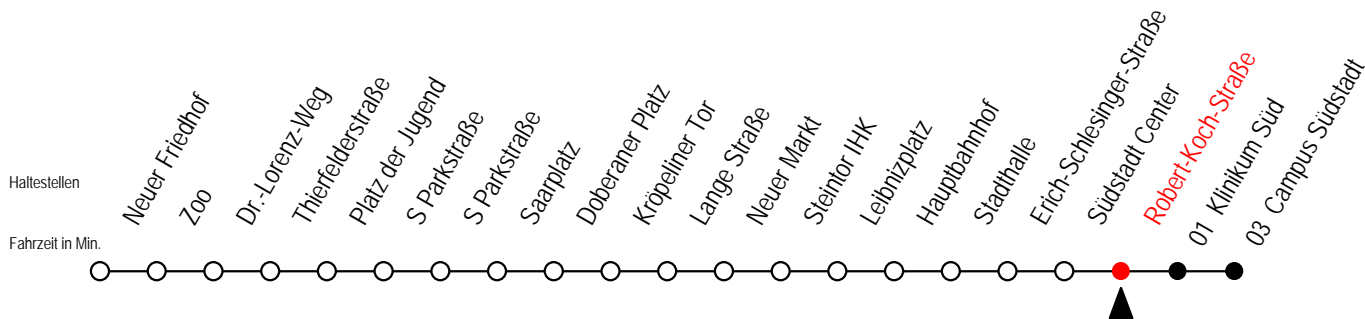 Haltestellen
Fahrzeit in Min.
Neuer Friedhof
Zoo
Dr.-Lorenz-Weg
Thierfelderstraße
Platz der Jugend
S Parkstraße
S Parkstraße
Saarplatz
Doberaner Platz
Kröpeliner Tor
Lange Straße
Neuer Markt
Steintor IHK
Leibnizplatz
Hauptbahnhof
Stadthalle
Erich-Schlesinger-Straße
Südstadt Center
Robert-Koch-Straße
01 Klinikum Süd
03 Campus Südstadt